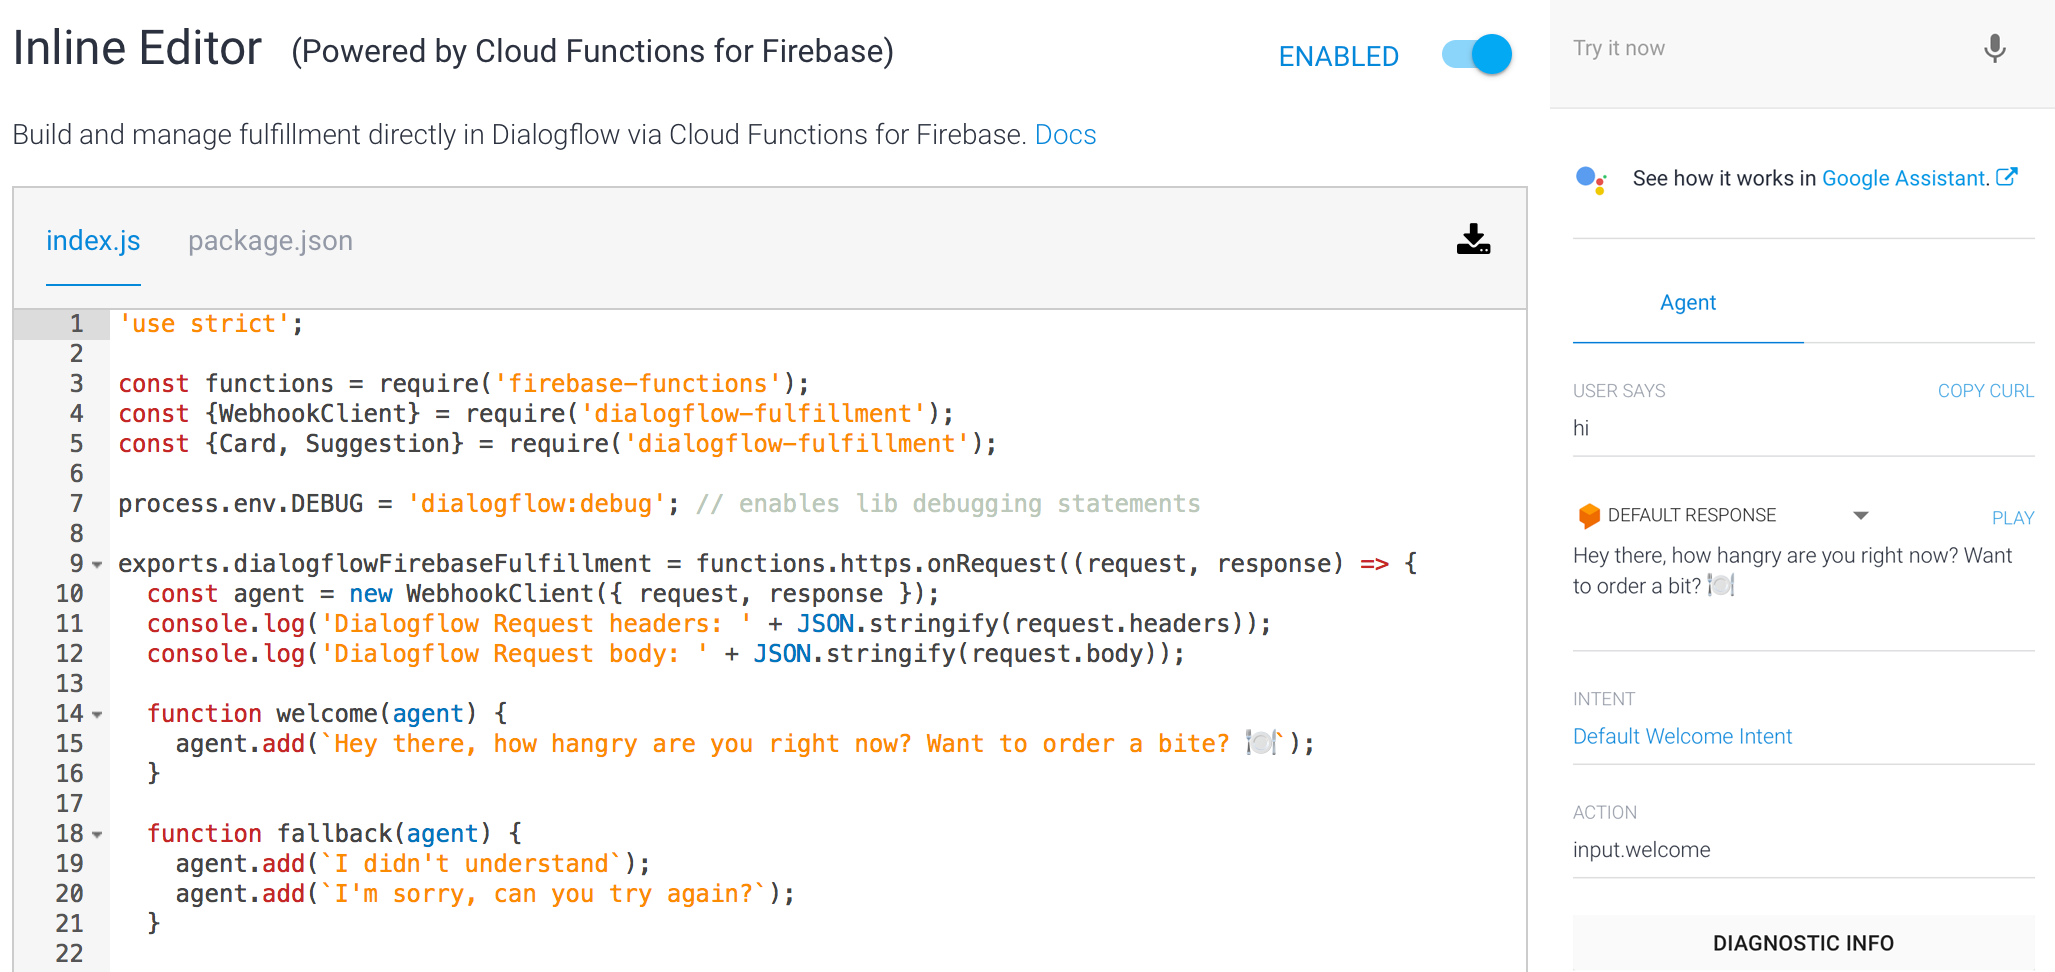 Inline Editor (Powered by Cloud Functions for Firebase)
ENABLED
Build and manage fulfillment directly in Dialogflow via Cloud Functions for Firebase. Docs
index.js package.json
1 'use strict';
2
3 const functions = require('firebase-functions');
4 const {WebhookClient} = require('dialogflow-fulfillment');
5 const {Card, Suggestion} = require('dialogflow-fulfillment');
6
7 process.env.DEBUG = 'dialogflow:debug'; // enables lib debugging statements
8
9 exports.dialogflowFirebaseFulfillment = functions.https.onRequest((request, response) => {
10 const agent = new WebhookClient({ request, response });
11 console.log('Dialogflow Request headers: ' + JSON.stringify(request.headers));
12 console.log('Dialogflow Request body: ' + JSON.stringify(request.body));
13
14 function welcome(agent) {
15 agent.add(`Hey there, how hangry are you right now? Want to order a bite? 🍽`);
16 }
17
18 function fallback(agent) {
19 agent.add(`I didn't understand`);
20 agent.add(`I'm sorry, can you try again?`);
21 }
22
Try it now
See how it works in Google Assistant.
Agent
USER SAYS COPY CURL
hi
DEFAULT RESPONSE PLAY
Hey there, how hangry are you right now? Want
to order a bit? 🍽
INTENT
Default Welcome Intent
ACTION
input.welcome
DIAGNOSTIC INFO